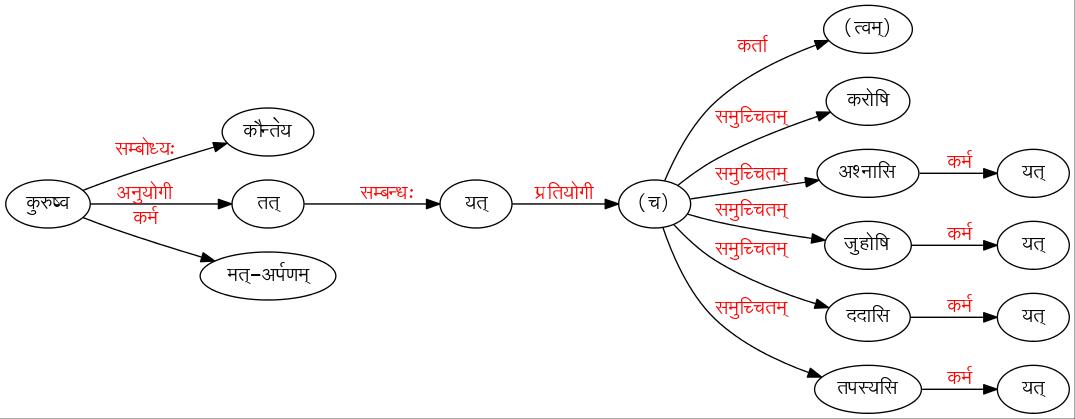 (त्वम्)
कर्ता
करोषि
समुच्चितम्
कौन्तेय
सम्बोध्यः
अश्नासि
कर्म
यत्
समुच्चितम्
कुरुष्व
अनुयोगी
कर्म
तत्
सम्बन्धः
यत्
प्रतियोगी
(च)
समुच्चितम्
जुहोषि
कर्म
यत्
मत्-अर्पणम्
समुच्चितम्
ददासि
कर्म
यत्
समुच्चितम्
तपस्यसि
कर्म
यत्